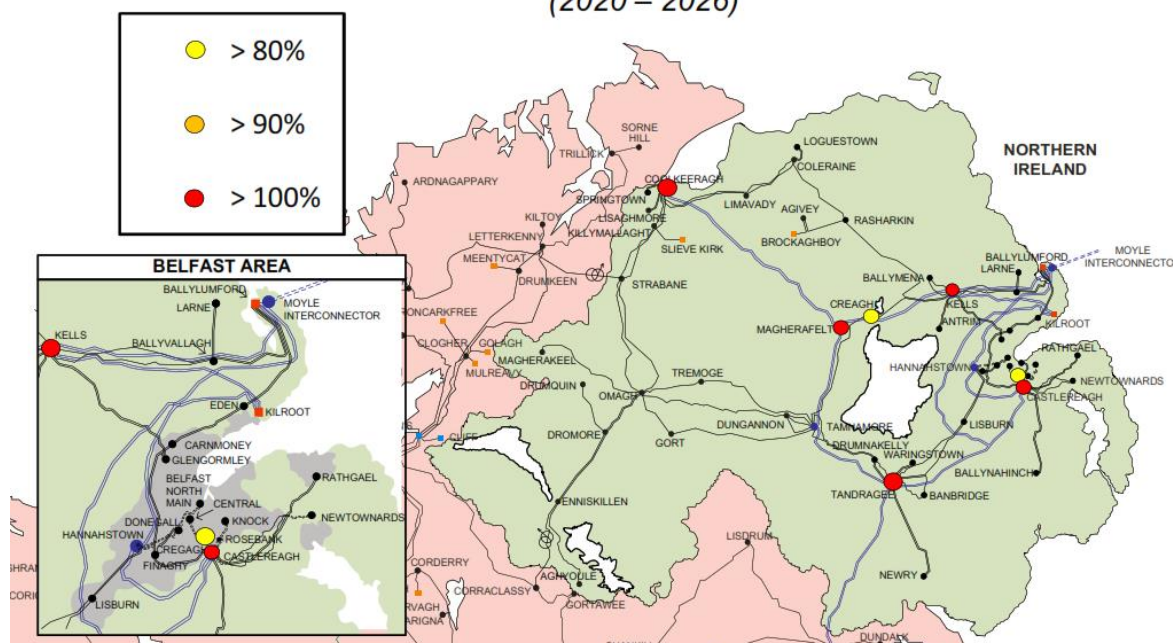 (2020 – 2026)
> 80%
> 90%
> 100%
NORTHERN
IRELAND
SORNE
HILL
TRILLICK
LOGUESTOWN
COLERAINE
ARDNAGAPPARY
COOLKEERAGH
SPRINGTOWN
LIMAVADY
AGIVEY
LISAGHMORE
KILTOY
KILLYMALLAGHT
RASHARKIN
LETTERKENNY
SLIEVE KIRK
BROCKAGHBOY
MEENTYCAT
DRUMKEEN
STRABANE
BALLYMENA
BALLYLUMFORD
LARNE
MOYLE
INTERCONNECTOR
KELLS
CREAGH
ANTRIM
MAGHERAFELT
KILROOT
CLOGHER
GOLAGH
MAGHERAKEEL
MULREAVY
DRUMQUIN
TREMOGE
OMAGH
HANNAHSTOWN
RATHGAEL
NEWTOWNARDS
CASTLEREAGH
DROMORE
GORT
DUNGANNON
TAMNAMORE
LISBURN
DRUMNAKELLY
WARINGSTOWN
BALLYNAHINCH
TANDRAGEE
BANBRIDGE
CLIFF
ENNISKILLEN
LISDRUM
NEWRY
AGHYOULE
CORDERRY
CORRACLASSY
GORTAWEE
DUNDALK
BELFAST AREA
BALLYLUMFORD
LARNE
MOYLE
INTERCONNECTOR
KELLS
BALLYVALLAGH
EDEN
KILROOT
CARNMONEY
GLENGORMLEY
BELFAST
NORTH
MAIN
CENTRAL
RATHGAEL
DONEGALL
KNOCK
NEWTOWNARDS
HANNAHSTOWN
CREGAGH
ROSEBANK
CASTLEREAGH
FINAGHY
LISBURN